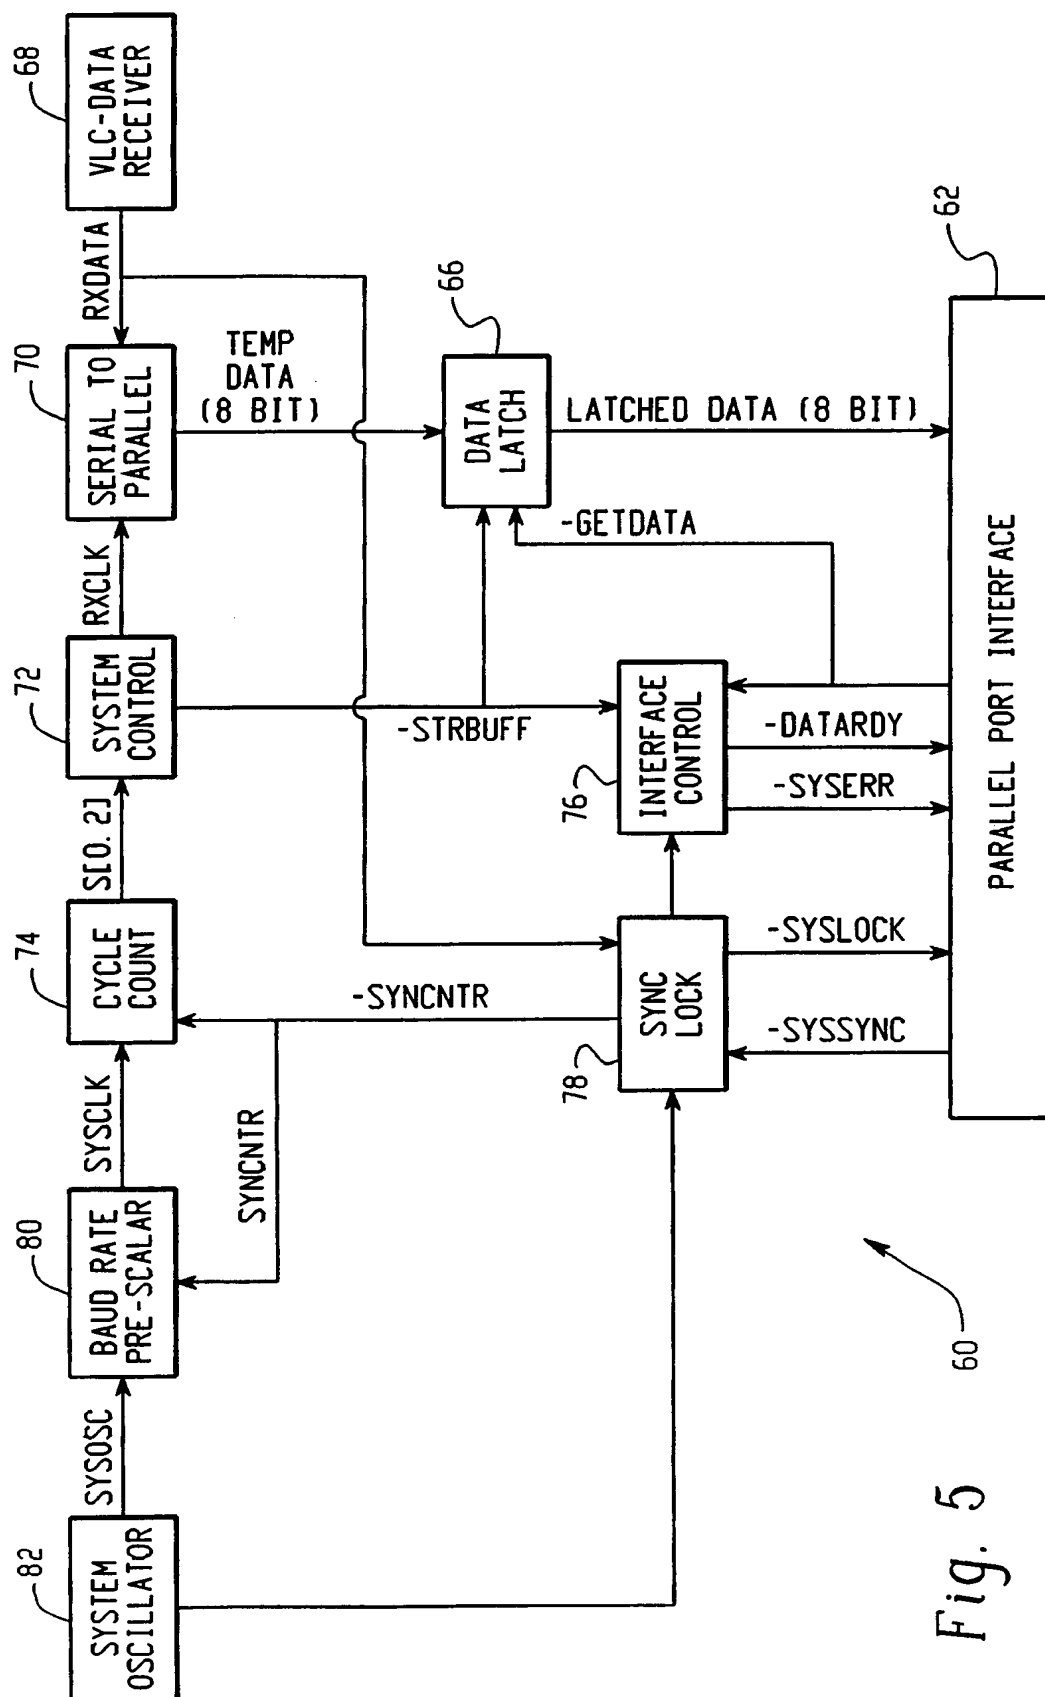 82
SYSTEM
OSCILLATOR
SYSOSC
80
BAUD RATE
PRE-SCALAR
SYSCLK
74
CYCLE
COUNT
S[0.2]
72
SYSTEM
CONTROL
RXCLK
70
SERIAL TO
PARALLEL
RXDATA
68
VLC-DATA
RECEIVER
SYNCNTR
-SYNCNTR
-STRBUFF
TEMP
DATA
(8 BIT)
66
DATA
LATCH
-GETDATA
LATCHED DATA (8 BIT)
78
SYNC
LOCK
76
INTERFACE
CONTROL
-SYSSYNC
-SYSLOCK
-SYSERR
-DATARDY
62
PARALLEL PORT INTERFACE
60
Fig. 5